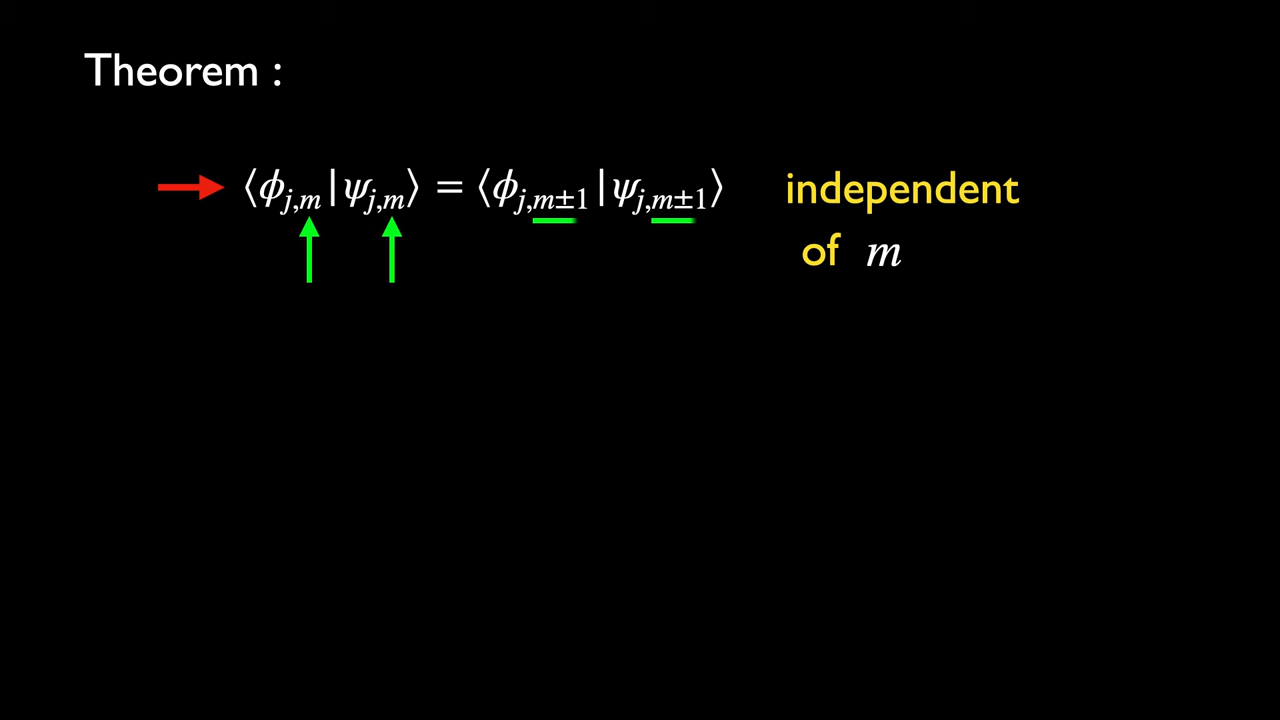 Theorem :
⟨ϕ_{j,m}|ψ_{j,m}⟩ = ⟨ϕ_{j,m±1}|ψ_{j,m±1}⟩ independent
of m